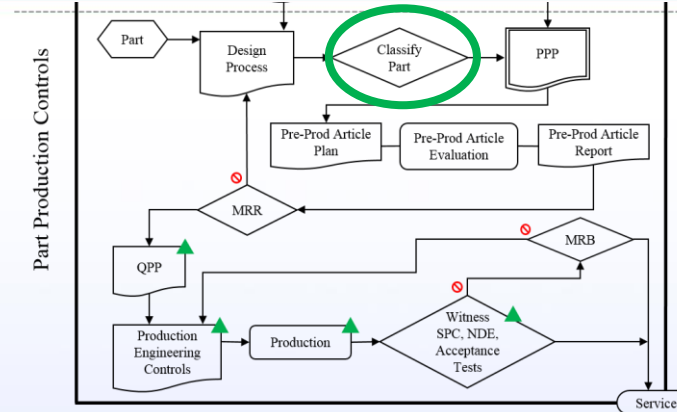 Part Production Controls
Part
Design
Process
Classify
Part
PPP
Pre-Prod Article
Plan
Pre-Prod Article
Evaluation
Pre-Prod Article
Report
MRR
MRB
QPP
Production
Engineering
Controls
Production
Witness
SPC, NDE,
Acceptance
Tests
Service